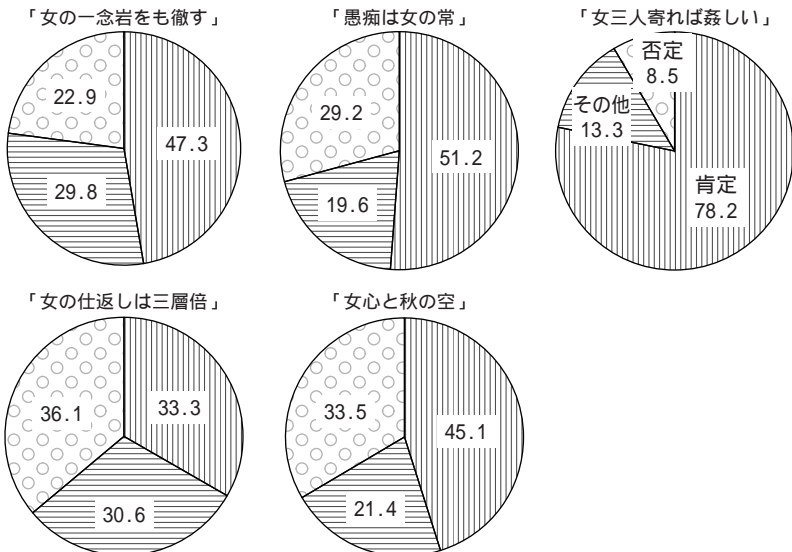 「女の一念岩をも徹す」
22.9
47.3
29.8
「愚痴は女の常」
29.2
51.2
19.6
「女三人寄れば姦しい」
否定
8.5
その他
13.3
肯定
78.2
「女の仕返しは三層倍」
36.1
33.3
30.6
「女心と秋の空」
33.5
45.1
21.4